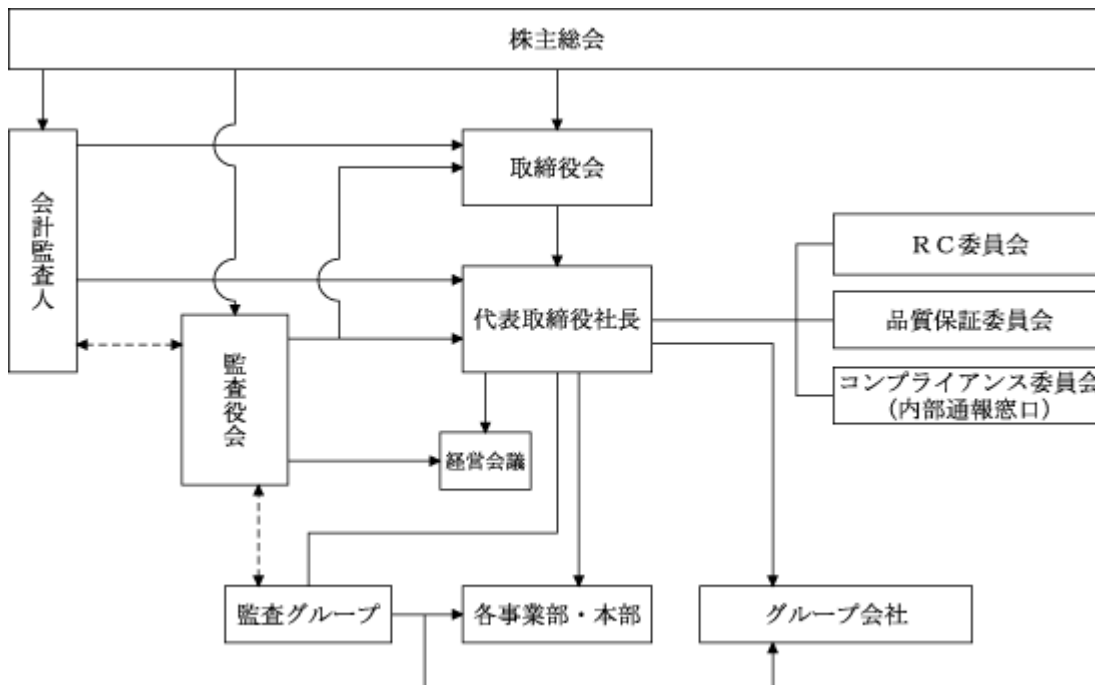 株主総会
会計監査人
取締役会
RC委員会
代表取締役社長
品質保証委員会
監査役会
コンプライアンス委員会
(内部通報窓口)
経営会議
監査グループ
各事業部・本部
グループ会社